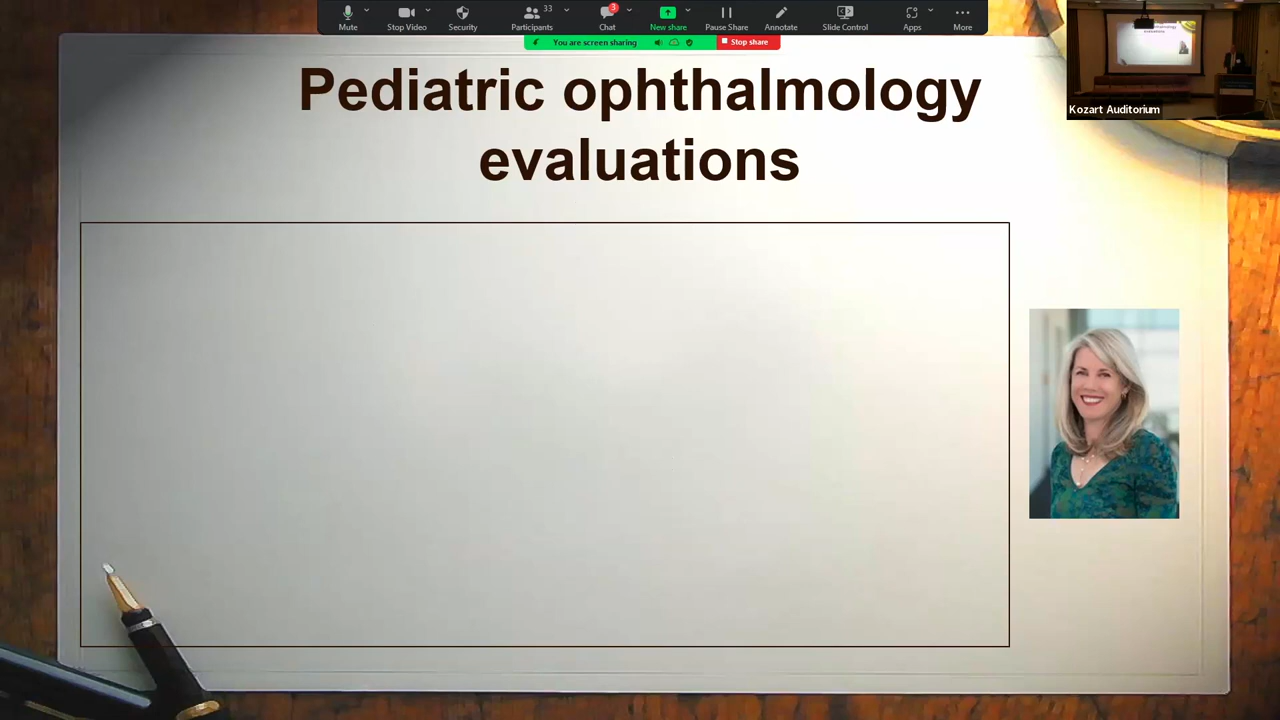 Mute
Stop Video
Security
33
Participants
3
Chat
New share
Pause Share
Annotate
Slide Control
Apps
More
You are screen sharing
Stop share
Pediatric ophthalmology
evaluations
evaluations
Kozart Auditorium